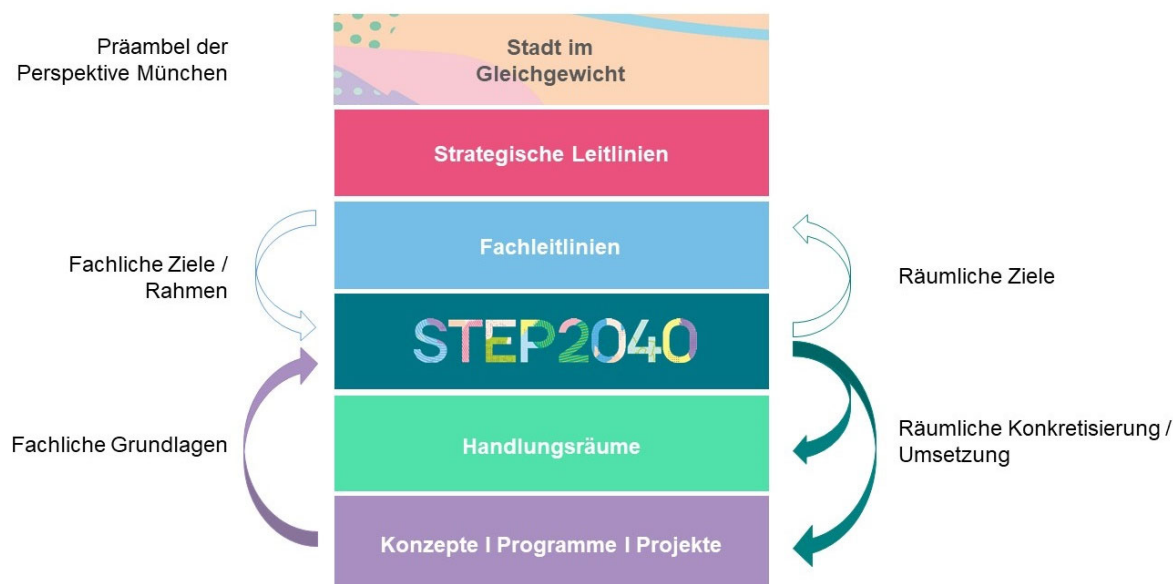 Präambel der
Perspektive München
Stadt im
Gleichgewicht
Strategische Leitlinien
Fachleitlinien
Fachliche Ziele /
Rahmen
Räumliche Ziele
STEP2040
Handlungsräume
Fachliche Grundlagen
Räumliche Konkretisierung /
Umsetzung
Konzepte I Programme I Projekte